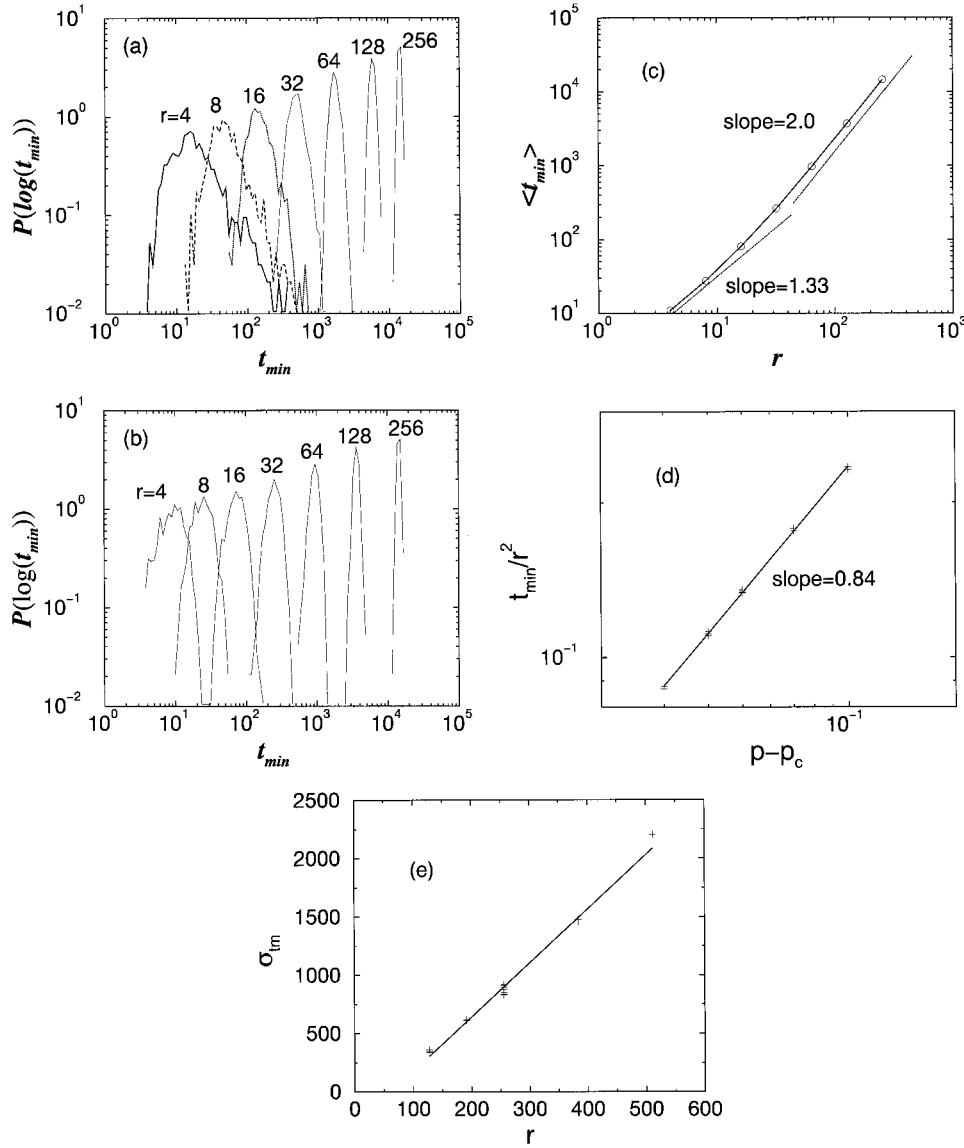 (a)
10^1
10^0
10^-1
10^-2
P(log(t_min))
r=4
8
16
32
64
128
256
10^0 10^1 10^2 10^3 10^4 10^5
t_min
(c)
10^5
10^4
10^3
10^2
10^1
<t_min>
slope=2.0
slope=1.33
10^0 10^1 10^2 10^3
r
(b)
10^1
10^0
10^-1
10^-2
P(log(t_min))
r=4
8
16
32
64
128
256
10^0 10^1 10^2 10^3 10^4 10^5
t_min
(d)
t_min/r^2
10^-1
slope=0.84
10^-1
p-p_c
(e)
2500
2000
1500
1000
500
0
σ_tm
0 100 200 300 400 500 600
r